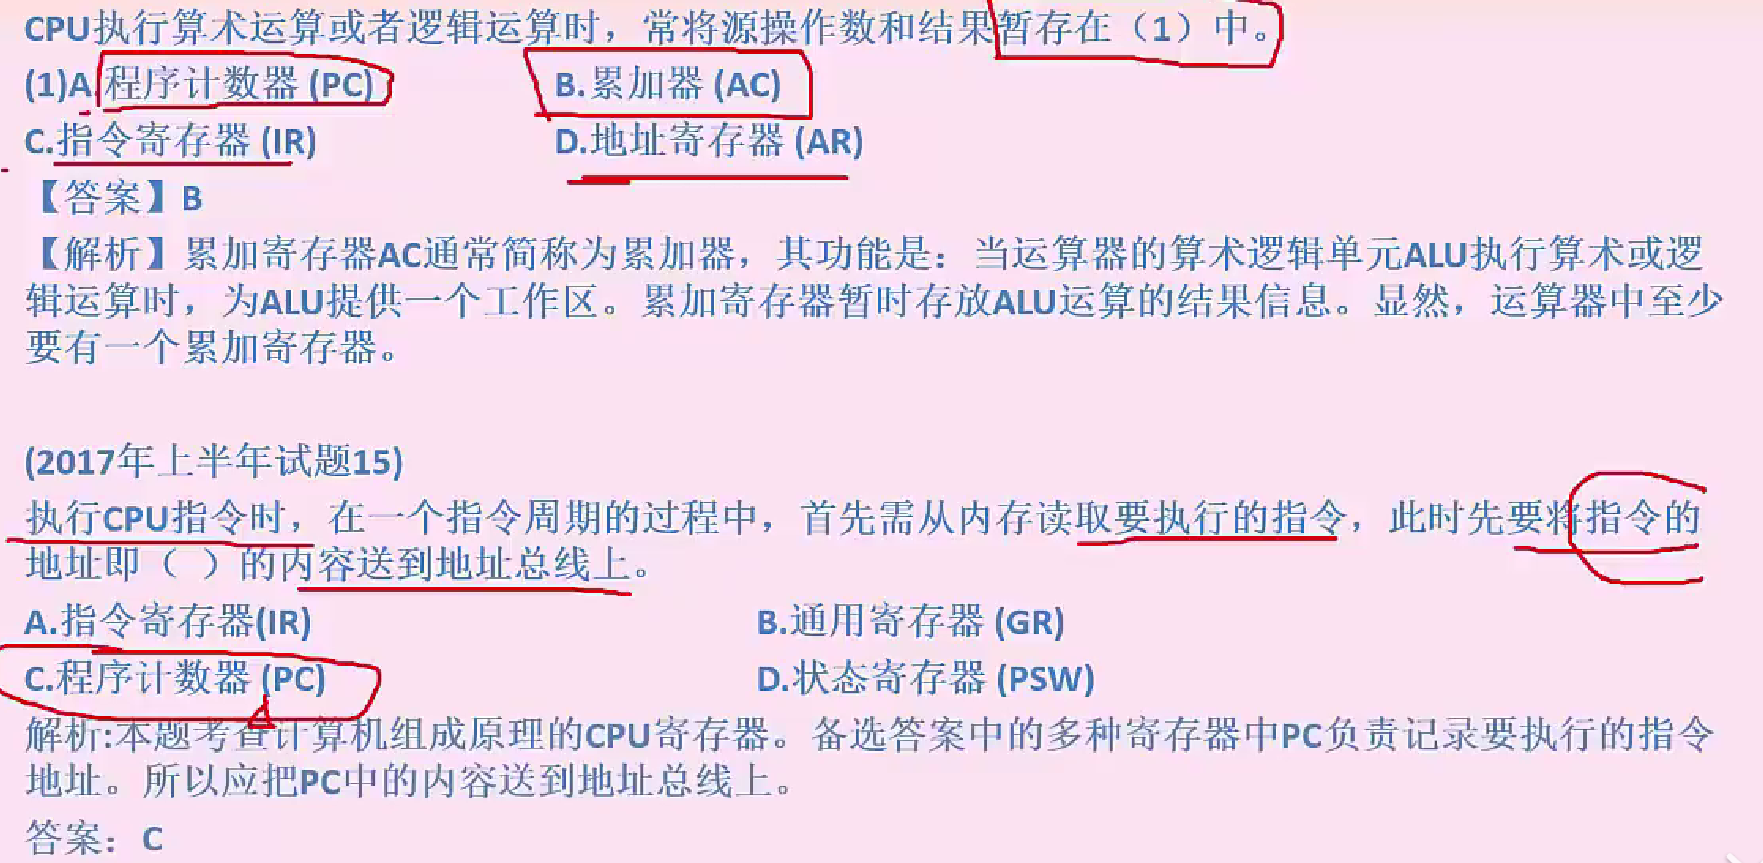 CPU执行算术运算或者逻辑运算时，常将源操作数和结果暂存在（1）中。
(1)A.程序计数器 (PC) B.累加器 (AC)
C.指令寄存器 (IR) D.地址寄存器 (AR)
【答案】B
【解析】累加寄存器AC通常简称为累加器，其功能是：当运算器的算术逻辑单元ALU执行算术或逻
辑运算时，为ALU提供一个工作区。累加寄存器暂时存放ALU运算的结果信息。显然，运算器中至少
要有一个累加寄存器。
(2017年上半年试题15)
执行CPU指令时，在一个指令周期的过程中，首先需从内存读取要执行的指令，此时先要将指令的
地址即（ ）的内容送到地址总线上。
A.指令寄存器(IR) B.通用寄存器 (GR)
C.程序计数器 (PC) D.状态寄存器 (PSW)
解析:本题考查计算机组成原理的CPU寄存器。备选答案中的多种寄存器中PC负责记录要执行的指令
地址。所以应把PC中的内容送到地址总线上。
答案：C